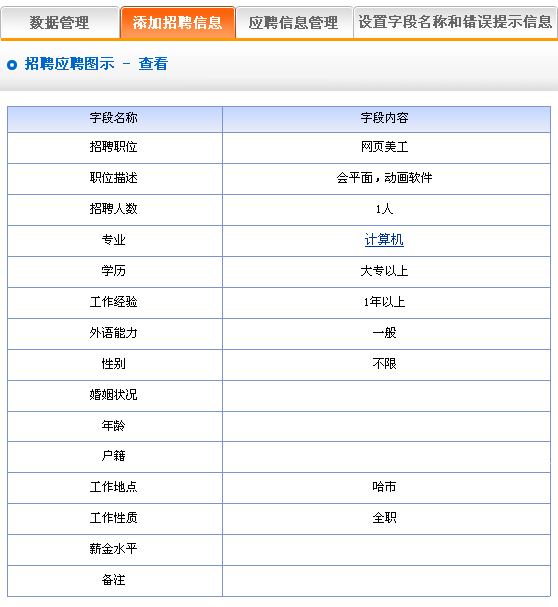 数据管理 添加招聘信息 应聘信息管理 设置字段名称和错误提示信息
招聘应聘图示 - 查看
字段名称 字段内容
招聘职位 网页美工
职位描述 会平面,动画软件
招聘人数 1人
专业 计算机
学历 大专以上
工作经验 1年以上
外语能力 一般
性别 不限
婚姻状况
年龄
户籍
工作地点 哈市
工作性质 全职
薪金水平
备注